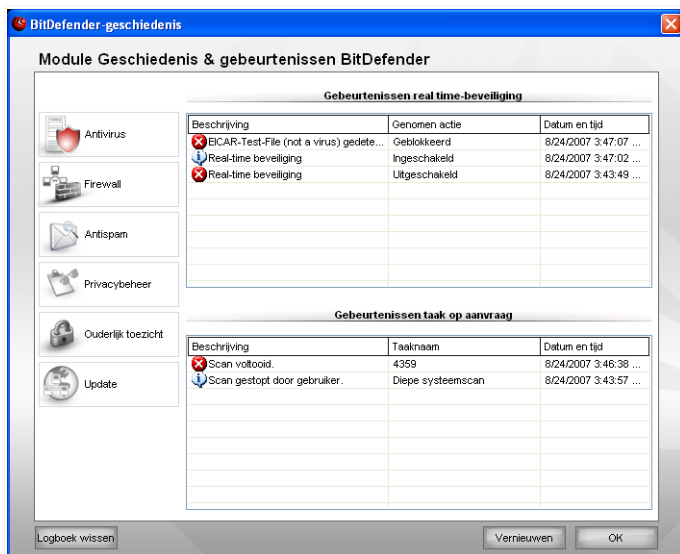 BitDefender-geschiedenis
Module Geschiedenis & gebeurtenissen BitDefender
Antivirus
Firewall
Antispam
Privacybeheer
Ouderlijk toezicht
Update
Gebeurtenissen real time-beveiliging
Beschrijving Genomen actie Datum en tijd
EICAR-Test-File (not a virus) gedete... Geblokkeerd 8/24/2007 3:47:07 ...
Real-time beveiliging Ingeschakeld 8/24/2007 3:47:02 ...
Real-time beveiliging Uitgeschakeld 8/24/2007 3:43:49 ...
Gebeurtenissen taak op aanvraag
Beschrijving Taaknaam Datum en tijd
Scan voltooid. 4359 8/24/2007 3:46:38 ...
Scan gestopt door gebruiker. Diepe systeemscan 8/24/2007 3:43:57 ...
Logboek wissen Vernieuwen OK